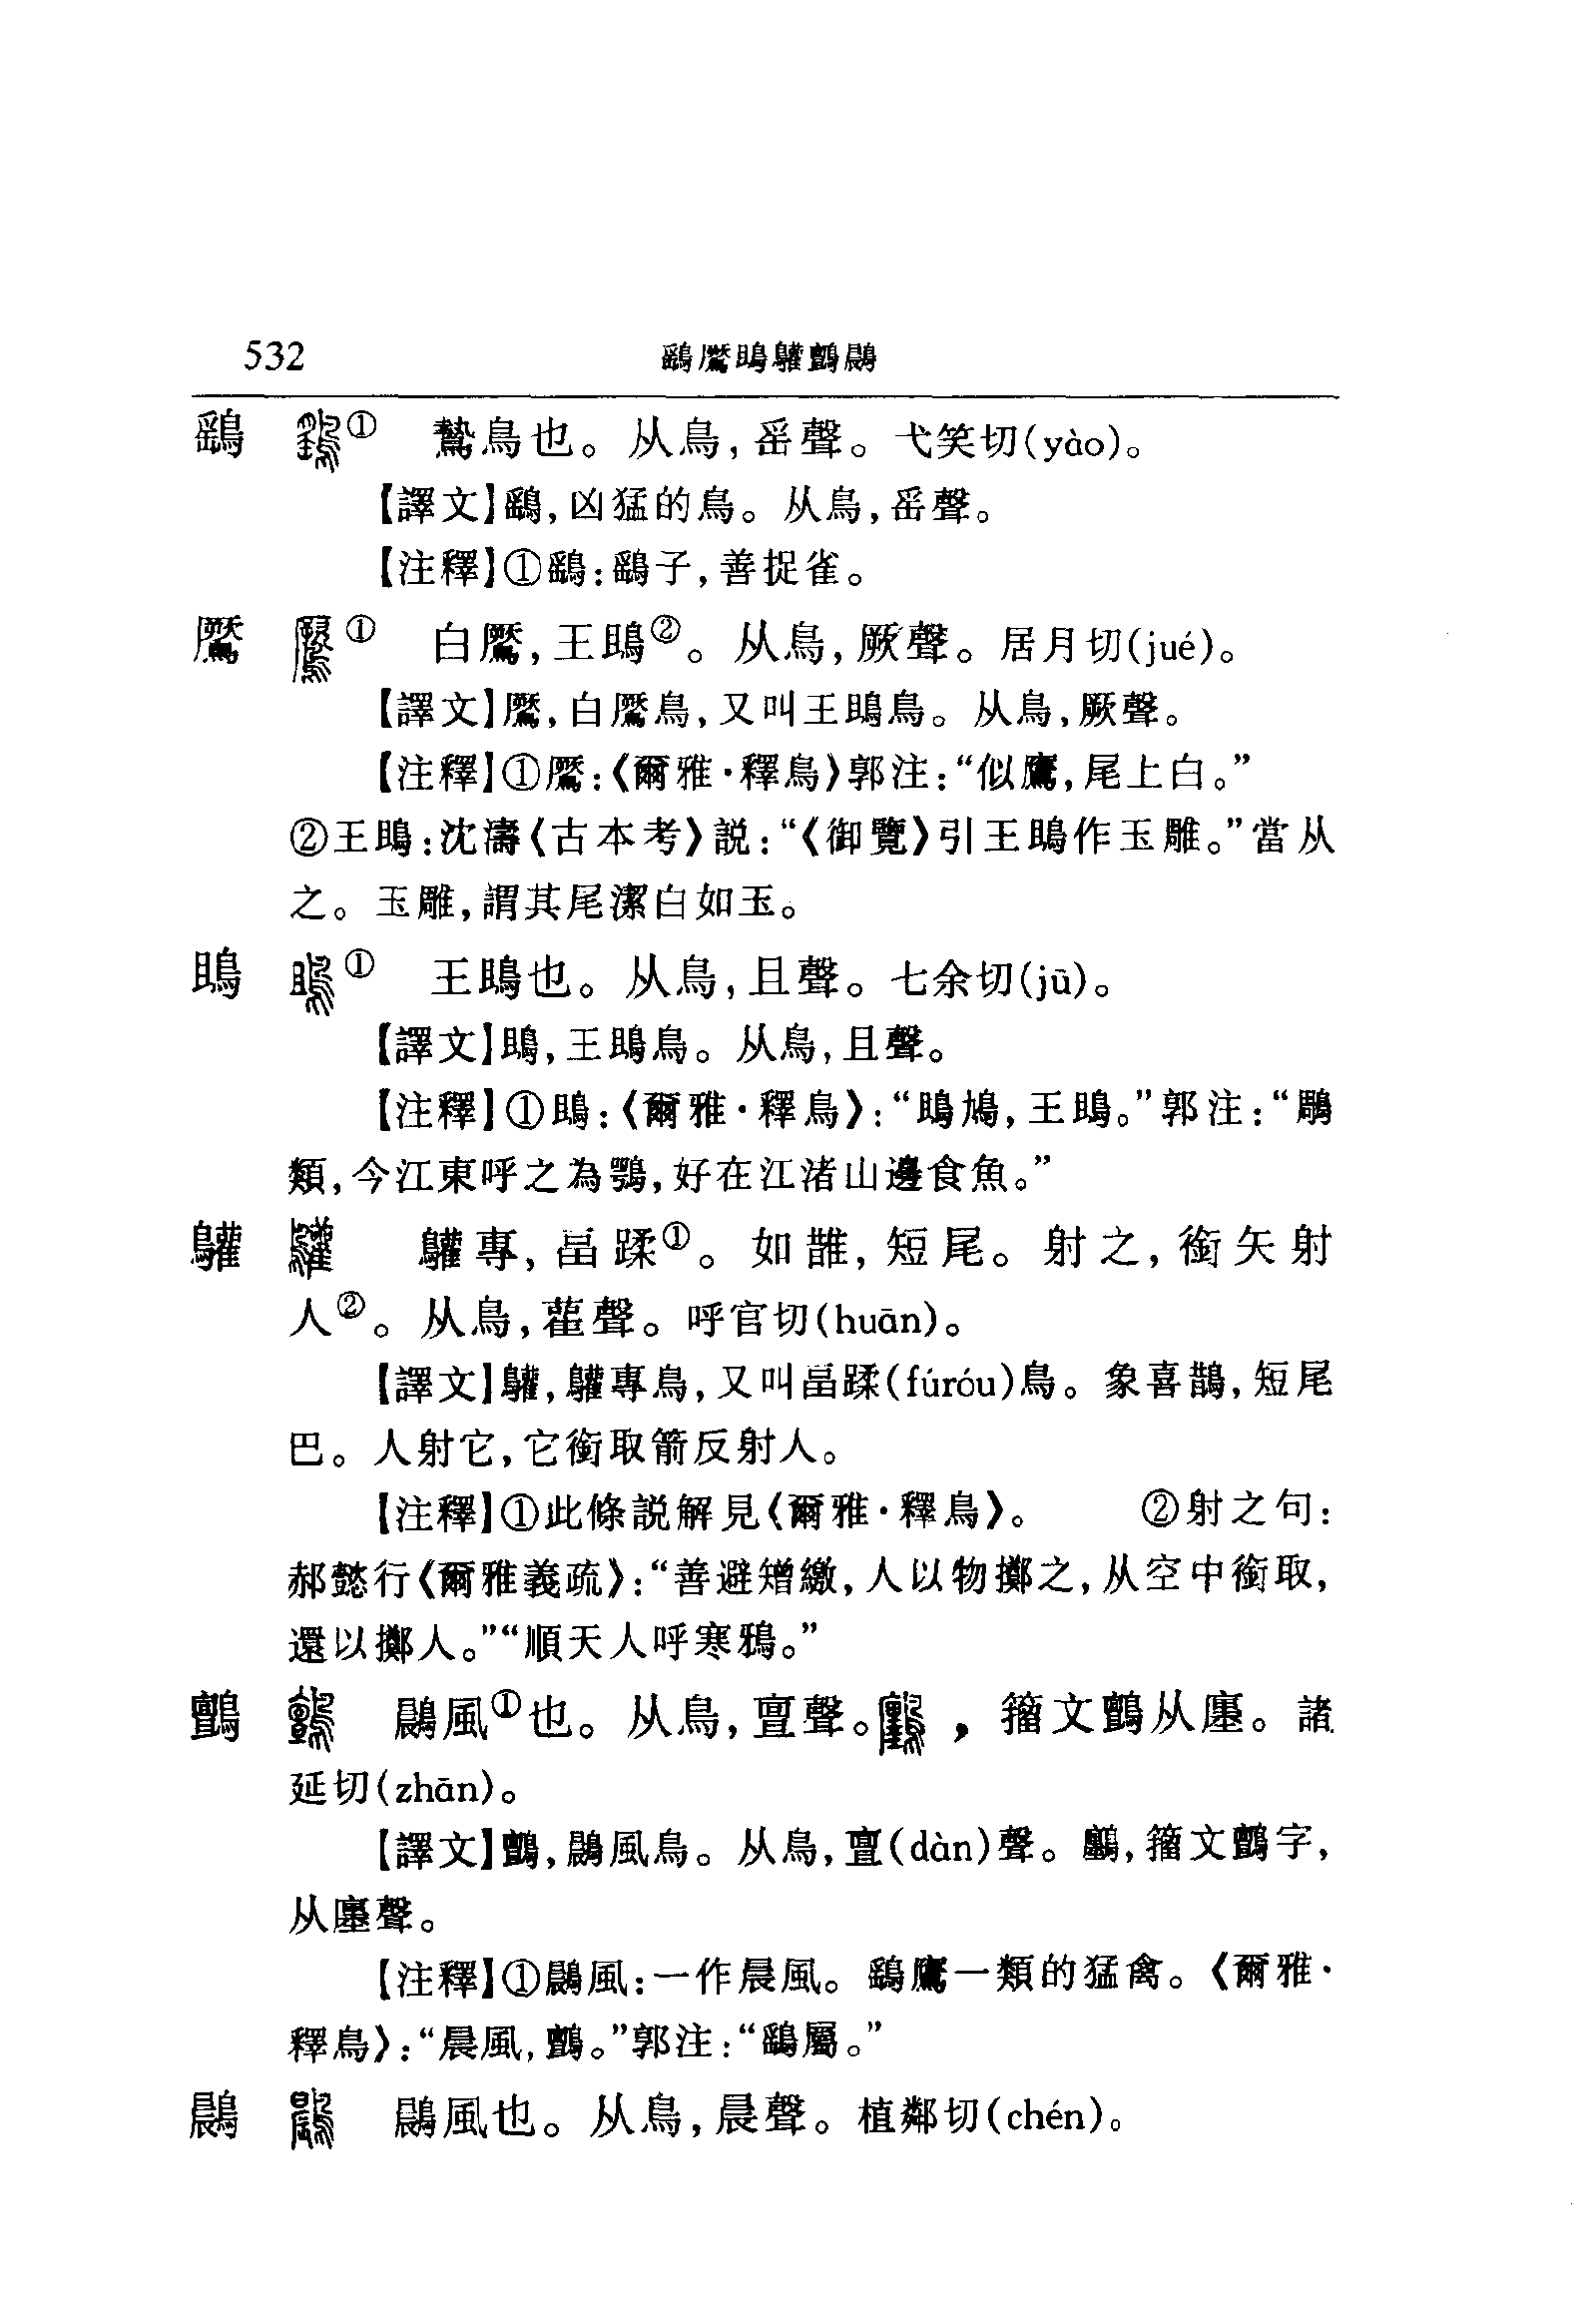 532 鷂鷢鴡鸛鸇鷐
鷂 ① 鷙鳥也。从鳥,䍃聲。弋笑切(yào)。
【譯文】鷂,凶猛的鳥。从鳥,䍃聲。
【注釋】①鷂:鷂子,善捉雀。
鷢 ① 白鷢,王鴡②。从鳥,厥聲。居月切(jué)。
【譯文】鷢,白鷢鳥,又叫王鴡鳥。从鳥,厥聲。
【注釋】①鷢:《爾雅·釋鳥》郭注:“似鷹,尾上白。”
②王鴡:沈濤《古本考》説:“《御覽》引王鴡作玉雕。”當从
之。玉雕,謂其尾潔白如玉。
鴡 ① 王鴡也。从鳥,且聲。七余切(jū)。
【譯文】鴡,王鴡鳥。从鳥,且聲。
【注釋】①鴡:《爾雅·釋鳥》:“鴡鳩,王鴡。”郭注:“鵰
類,今江東呼之為鶚,好在江渚山邊食魚。”
鸛 鸛專,畐蹂①。如䧿,短尾。射之,銜矢射
人②。从鳥,雚聲。呼官切(huān)。
【譯文】鸛,鸛專鳥,又叫畐蹂(fúróu)鳥。象喜鵲,短尾
巴。人射它,它銜取箭反射人。
【注釋】①此條説解見《爾雅·釋鳥》。 ②射之句:
郝懿行《爾雅義疏》:“善避矰繳,人以物擲之,从空中銜取,
還以擲人。”“順天人呼寒鴉。”
鸇 鷐風①也。从鳥,亶聲。,籀文鸇从廛。諸
延切(zhān)。
【譯文】鸇,鷐風鳥。从鳥,亶(dàn)聲。,籀文鸇字,
从廛聲。
【注釋】①鷐風:一作晨風。鷂鷹一類的猛禽。《爾雅·
釋鳥》:“晨風,鸇。”郭注:“鷂屬。”
鷐 鷐風也。从鳥,晨聲。植鄰切(chén)。